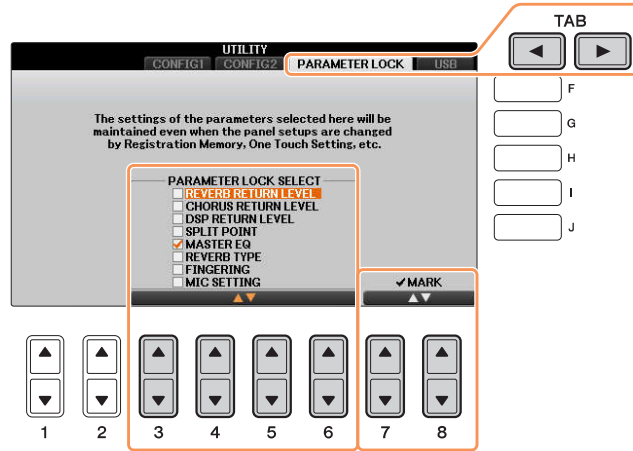 TAB
UTILITY
CONFIG1 CONFIG2 PARAMETER LOCK USB
F
The settings of the parameters selected here will be
maintained even when the panel setups are changed
by Registration Memory, One Touch Setting, etc.
G
H
PARAMETER LOCK SELECT
REVERB RETURN LEVEL
CHORUS RETURN LEVEL
DSP RETURN LEVEL
SPLIT POINT
MASTER EQ
REVERB TYPE
FINGERING
MIC SETTING
I
J
MARK
1 2 3 4 5 6 7 8